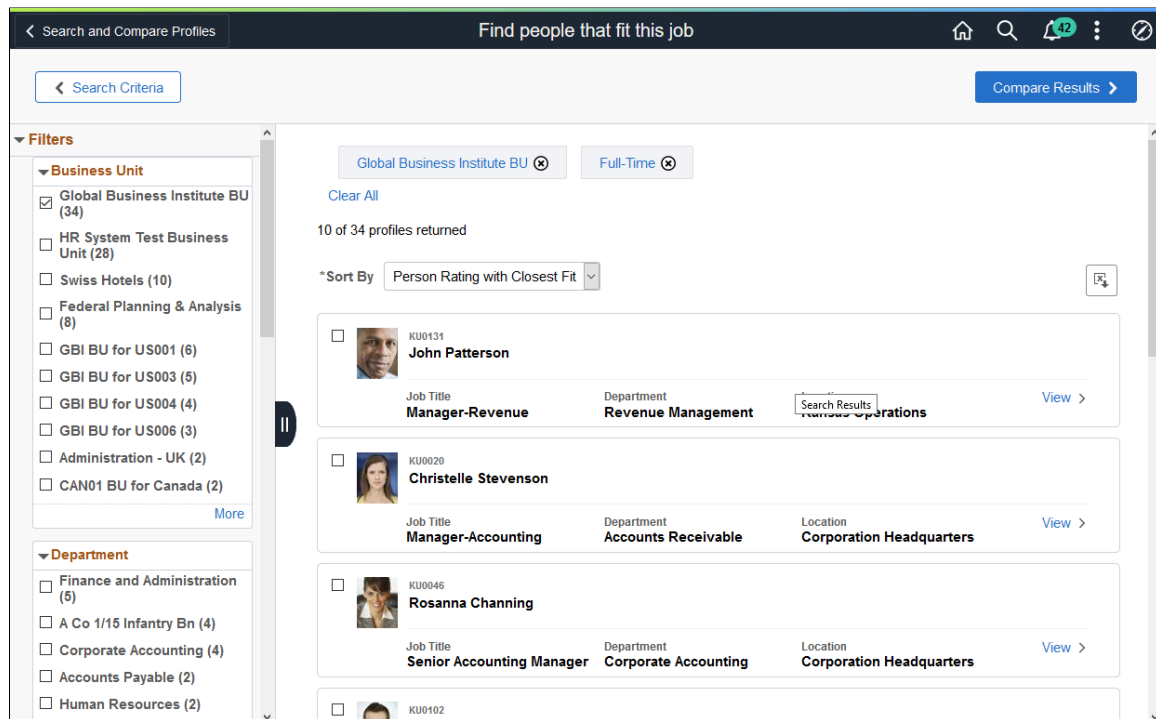 Search and Compare Profiles
Find people that fit this job
42
Search Criteria
Compare Results
Filters
Business Unit
Global Business Institute BU
(34)
HR System Test Business
Unit (28)
Swiss Hotels (10)
Federal Planning & Analysis
(8)
GBI BU for US001 (6)
GBI BU for US003 (5)
GBI BU for US004 (4)
GBI BU for US006 (3)
Administration - UK (2)
CAN01 BU for Canada (2)
More
Department
Finance and Administration
(5)
A Co 1/15 Infantry Bn (4)
Corporate Accounting (4)
Accounts Payable (2)
Human Resources (2)
Global Business Institute BU
Full-Time
Clear All
10 of 34 profiles returned
*Sort By Person Rating with Closest Fit
KU0131
John Patterson
Job Title Department
Search Results
Manager-Revenue Revenue Management Kansas Operations
View
KU0020
Christelle Stevenson
Job Title Department Location
Manager-Accounting Accounts Receivable Corporation Headquarters
View
KU0046
Rosanna Channing
Job Title Department Location
Senior Accounting Manager Corporate Accounting Corporation Headquarters
View
KU0102